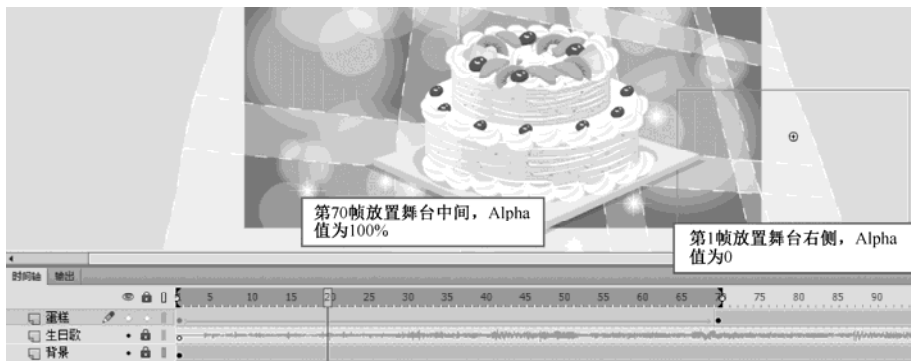 第70帧放置舞台中间，Alpha
值为100%
第1帧放置舞台右侧，Alpha
值为0
时间轴 输出
5 10 15 20 25 30 35 40 45 50 55 60 65 70 75 80 85 90
蛋糕
生日歌
背景